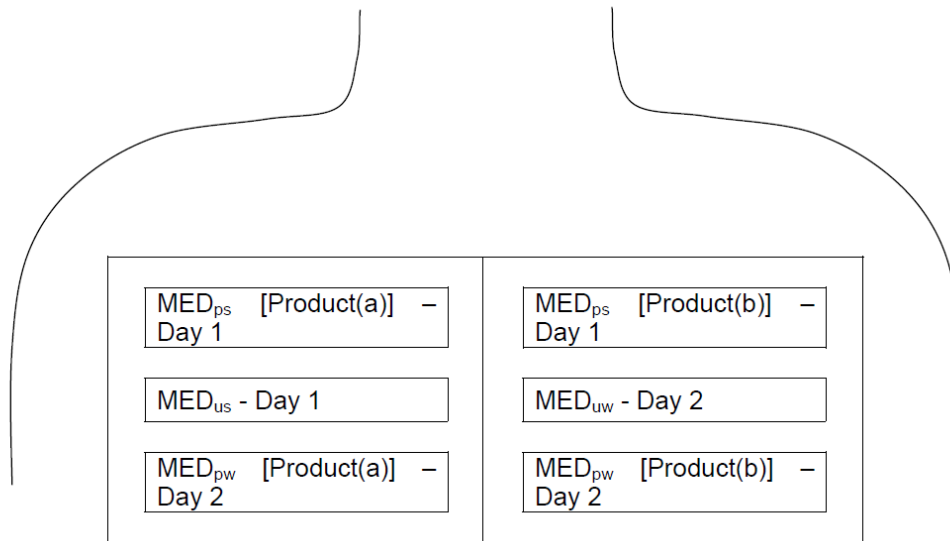 MEDps [Product(a)] –
Day 1
MEDps [Product(b)] –
Day 1
MEDus - Day 1
MEDuw - Day 2
MEDpw [Product(a)] –
Day 2
MEDpw [Product(b)] –
Day 2